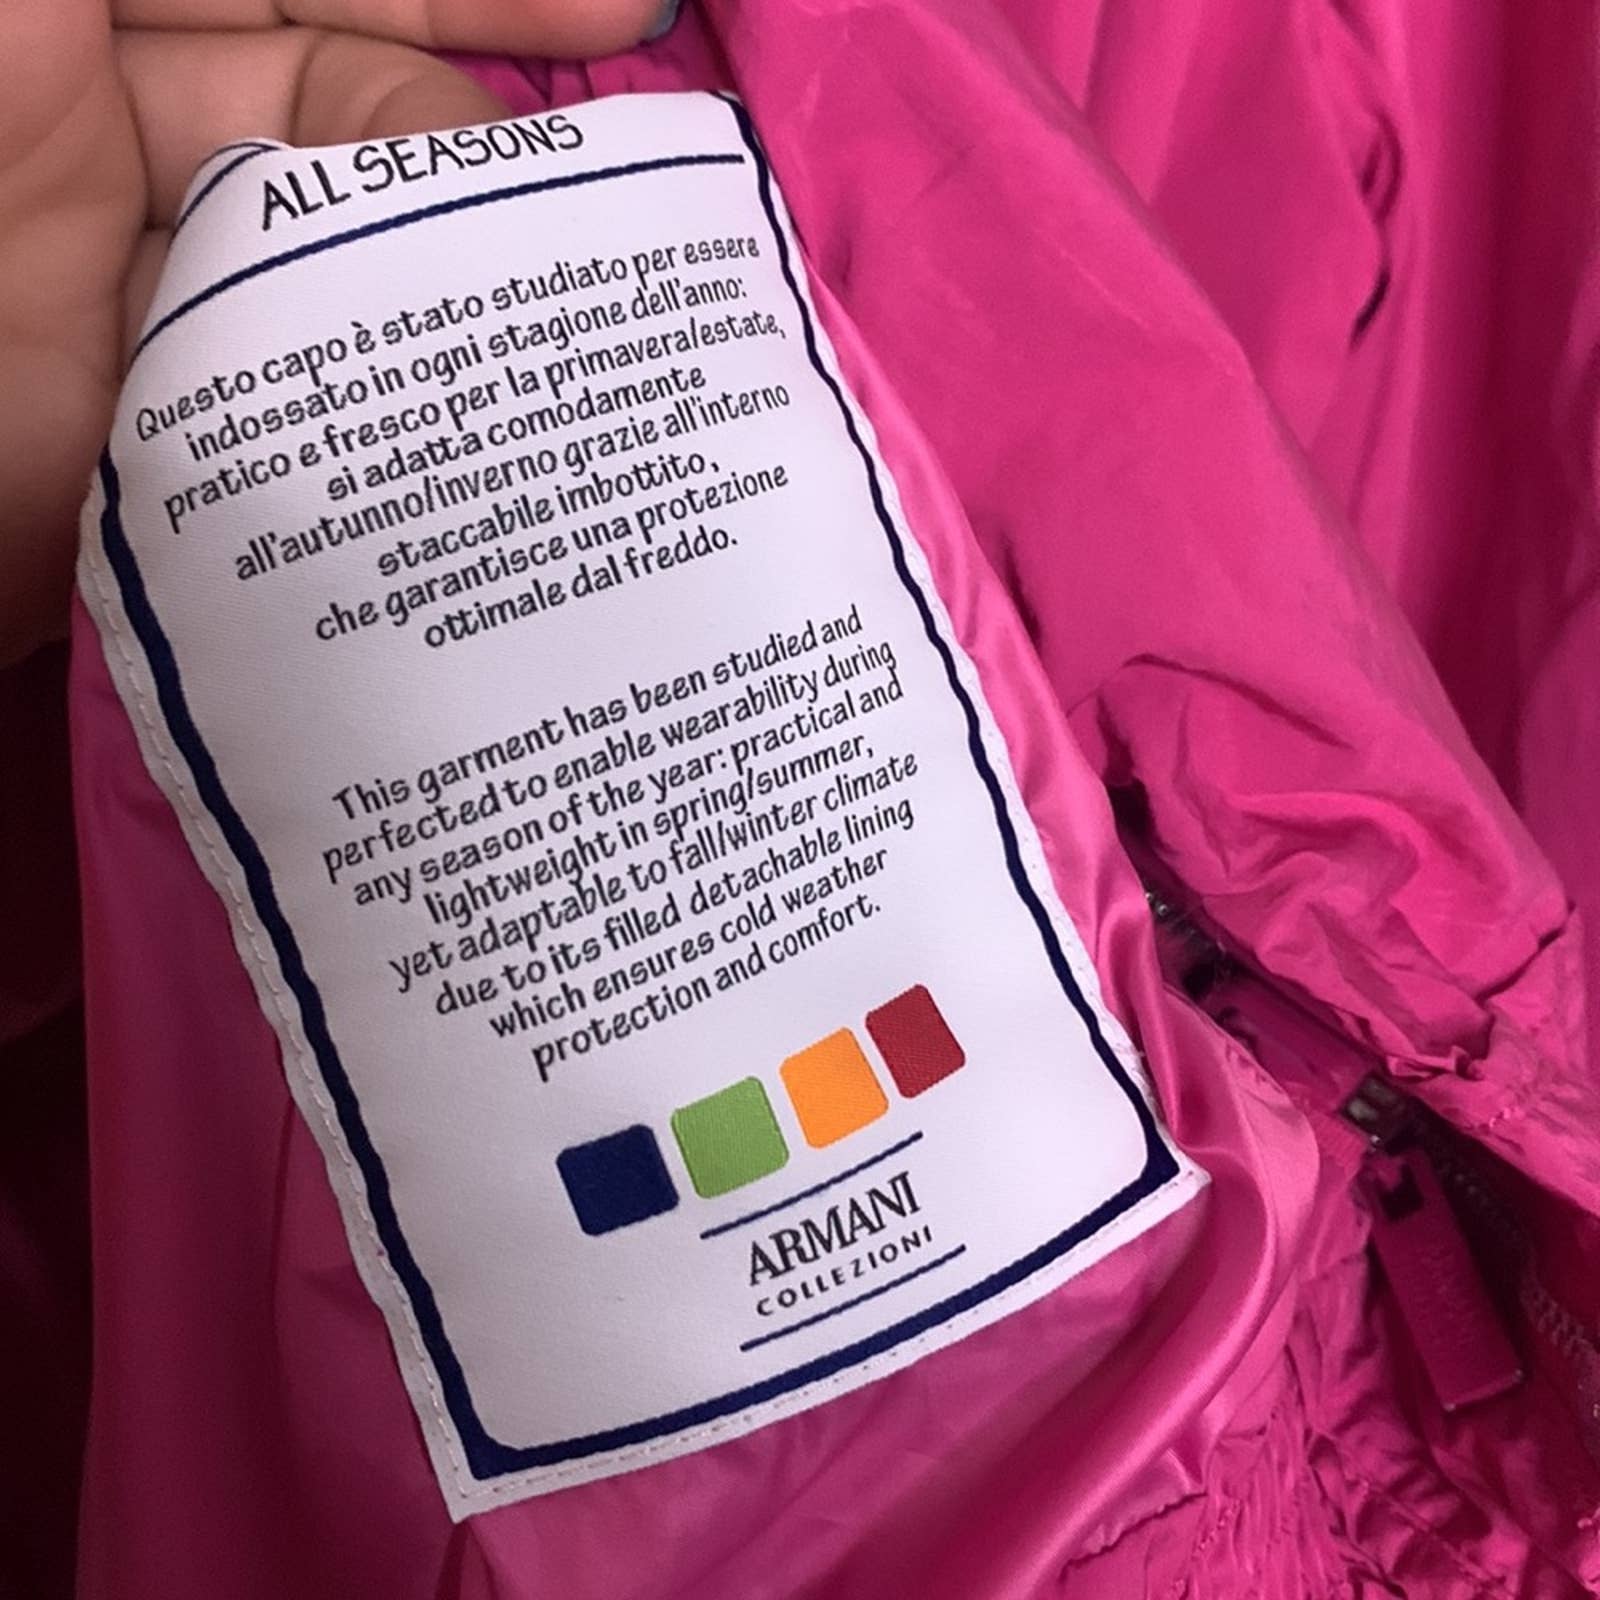 ALL SEASONS
Questo capo è stato studiato per essere
indossato in ogni stagione dell'anno:
pratico e fresco per la primavera/estate,
si adatta comodamente
all'autunno/inverno grazie all'interno
staccabile imbottito,
che garantisce una protezione
ottimale dal freddo.
This garment has been studied and
perfected to enable wearability during
any season of the year: practical and
lightweight in spring/summer,
yet adaptable to fall/winter climate
due to its filled detachable lining
which ensures cold weather
protection and comfort.
ARMANI
COLLEZIONI